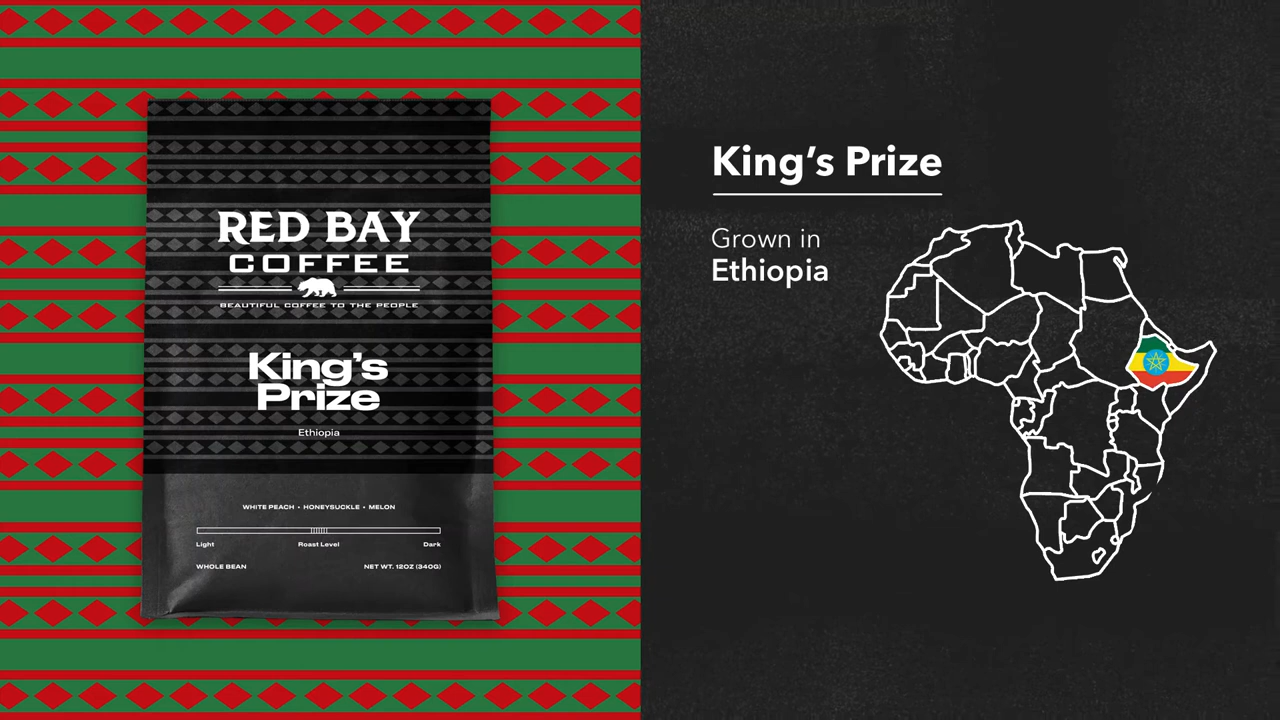 RED BAY
COFFEE
BEAUTIFUL COFFEE TO THE PEOPLE
King's
Prize
Ethiopia
WHITE PEACH • HONEYSUCKLE • MELON
Light Roast Level Dark
WHOLE BEAN NET WT. 12OZ (340G)
King's Prize
Grown in
Ethiopia